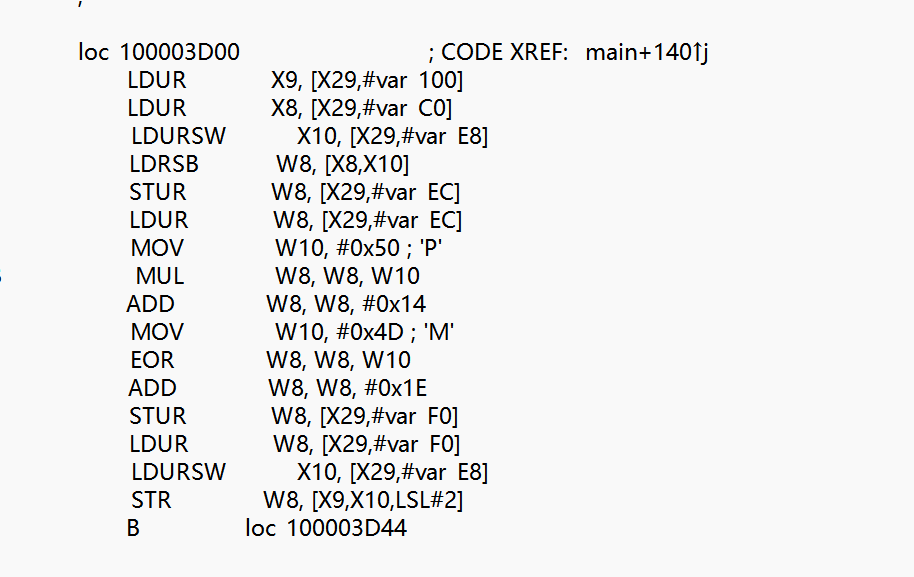 loc 100003D00 ; CODE XREF: main+140↑j
LDUR X9, [X29,#var 100]
LDUR X8, [X29,#var C0]
LDURSW X10, [X29,#var E8]
LDRSB W8, [X8,X10]
STUR W8, [X29,#var EC]
LDUR W8, [X29,#var EC]
MOV W10, #0x50 ; 'P'
MUL W8, W8, W10
ADD W8, W8, #0x14
MOV W10, #0x4D ; 'M'
EOR W8, W8, W10
ADD W8, W8, #0x1E
STUR W8, [X29,#var F0]
LDUR W8, [X29,#var F0]
LDURSW X10, [X29,#var E8]
STR W8, [X9,X10,LSL#2]
B loc 100003D44